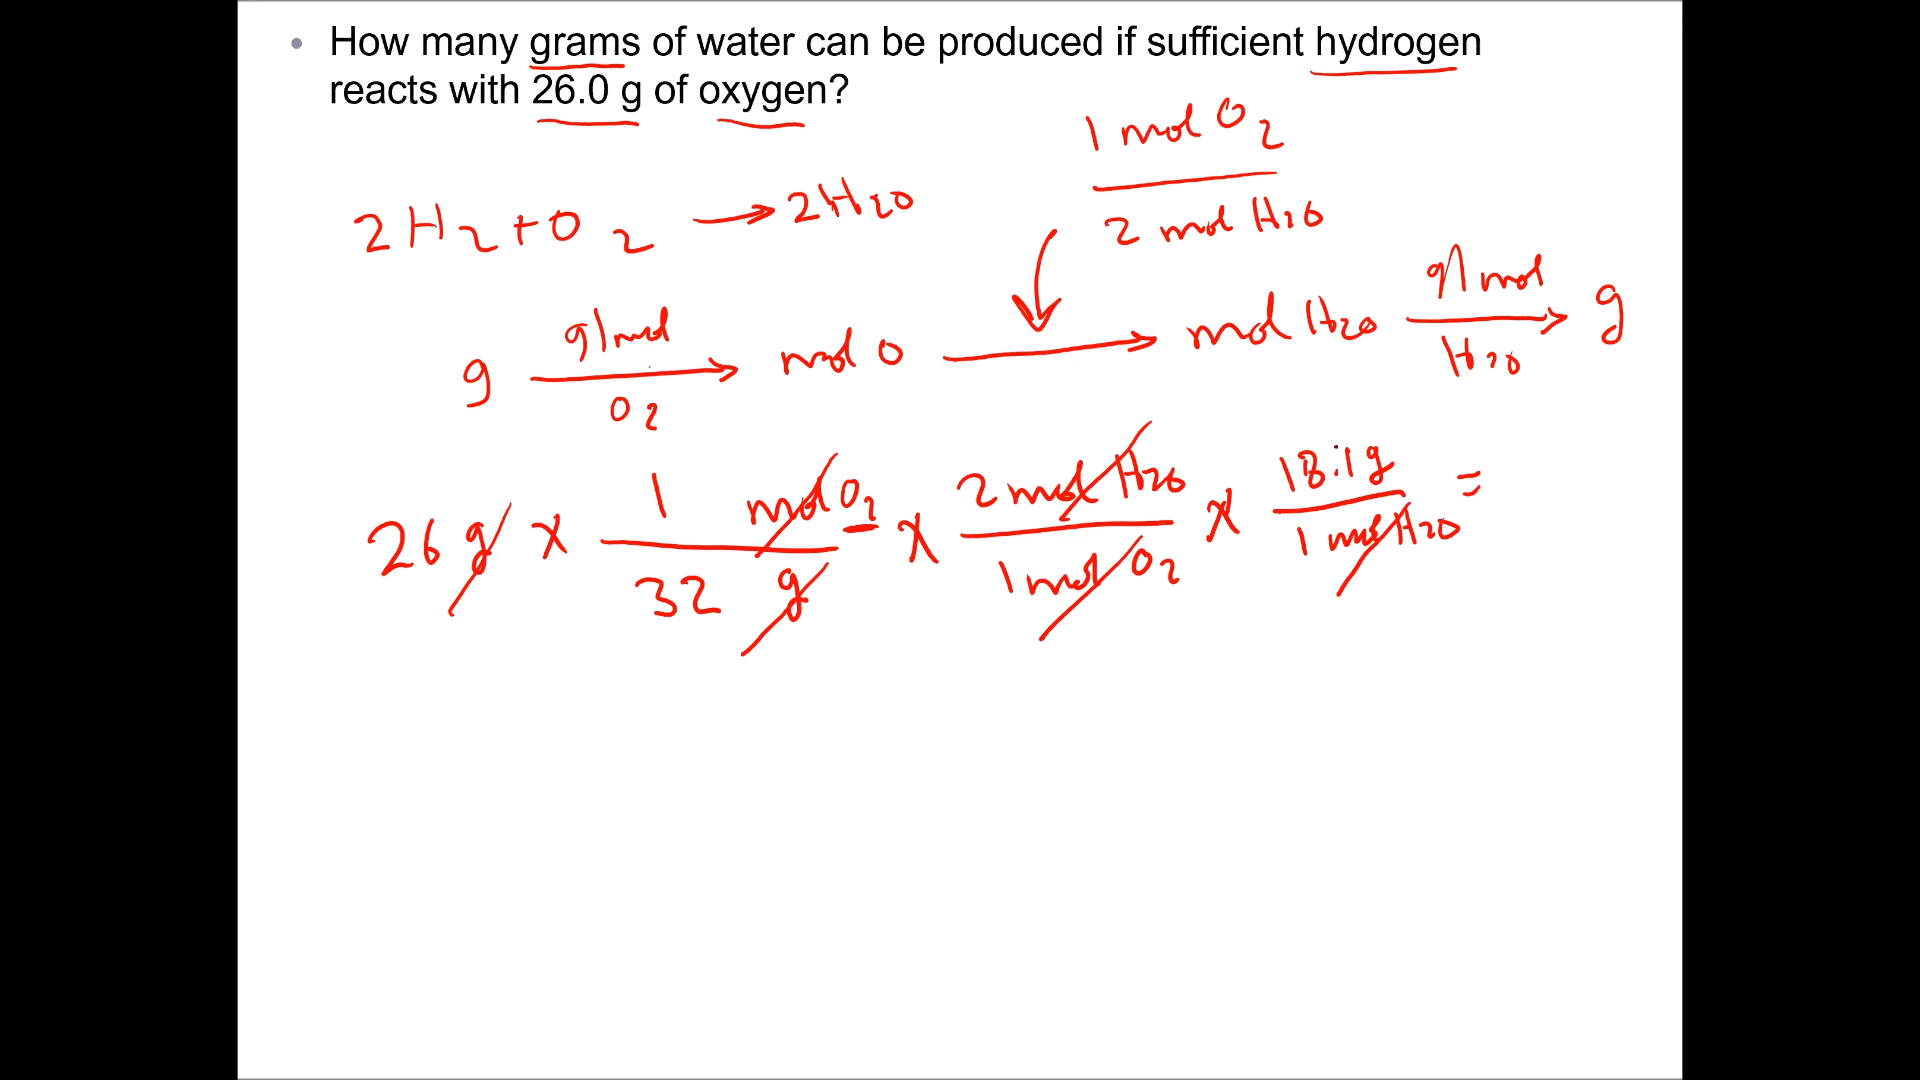 • How many grams of water can be produced if sufficient hydrogen
reacts with 26.0 g of oxygen?
1 mol O2
2 mol H2O
2H2 + O2 → 2H2O
g g/mol O2 → mol O → mol H2O g/mol H2O → g
26 g x 1 mol O2 / 32 g x 2 mol H2O / 1 mol O2 x 18.1 g / 1 mol H2O =